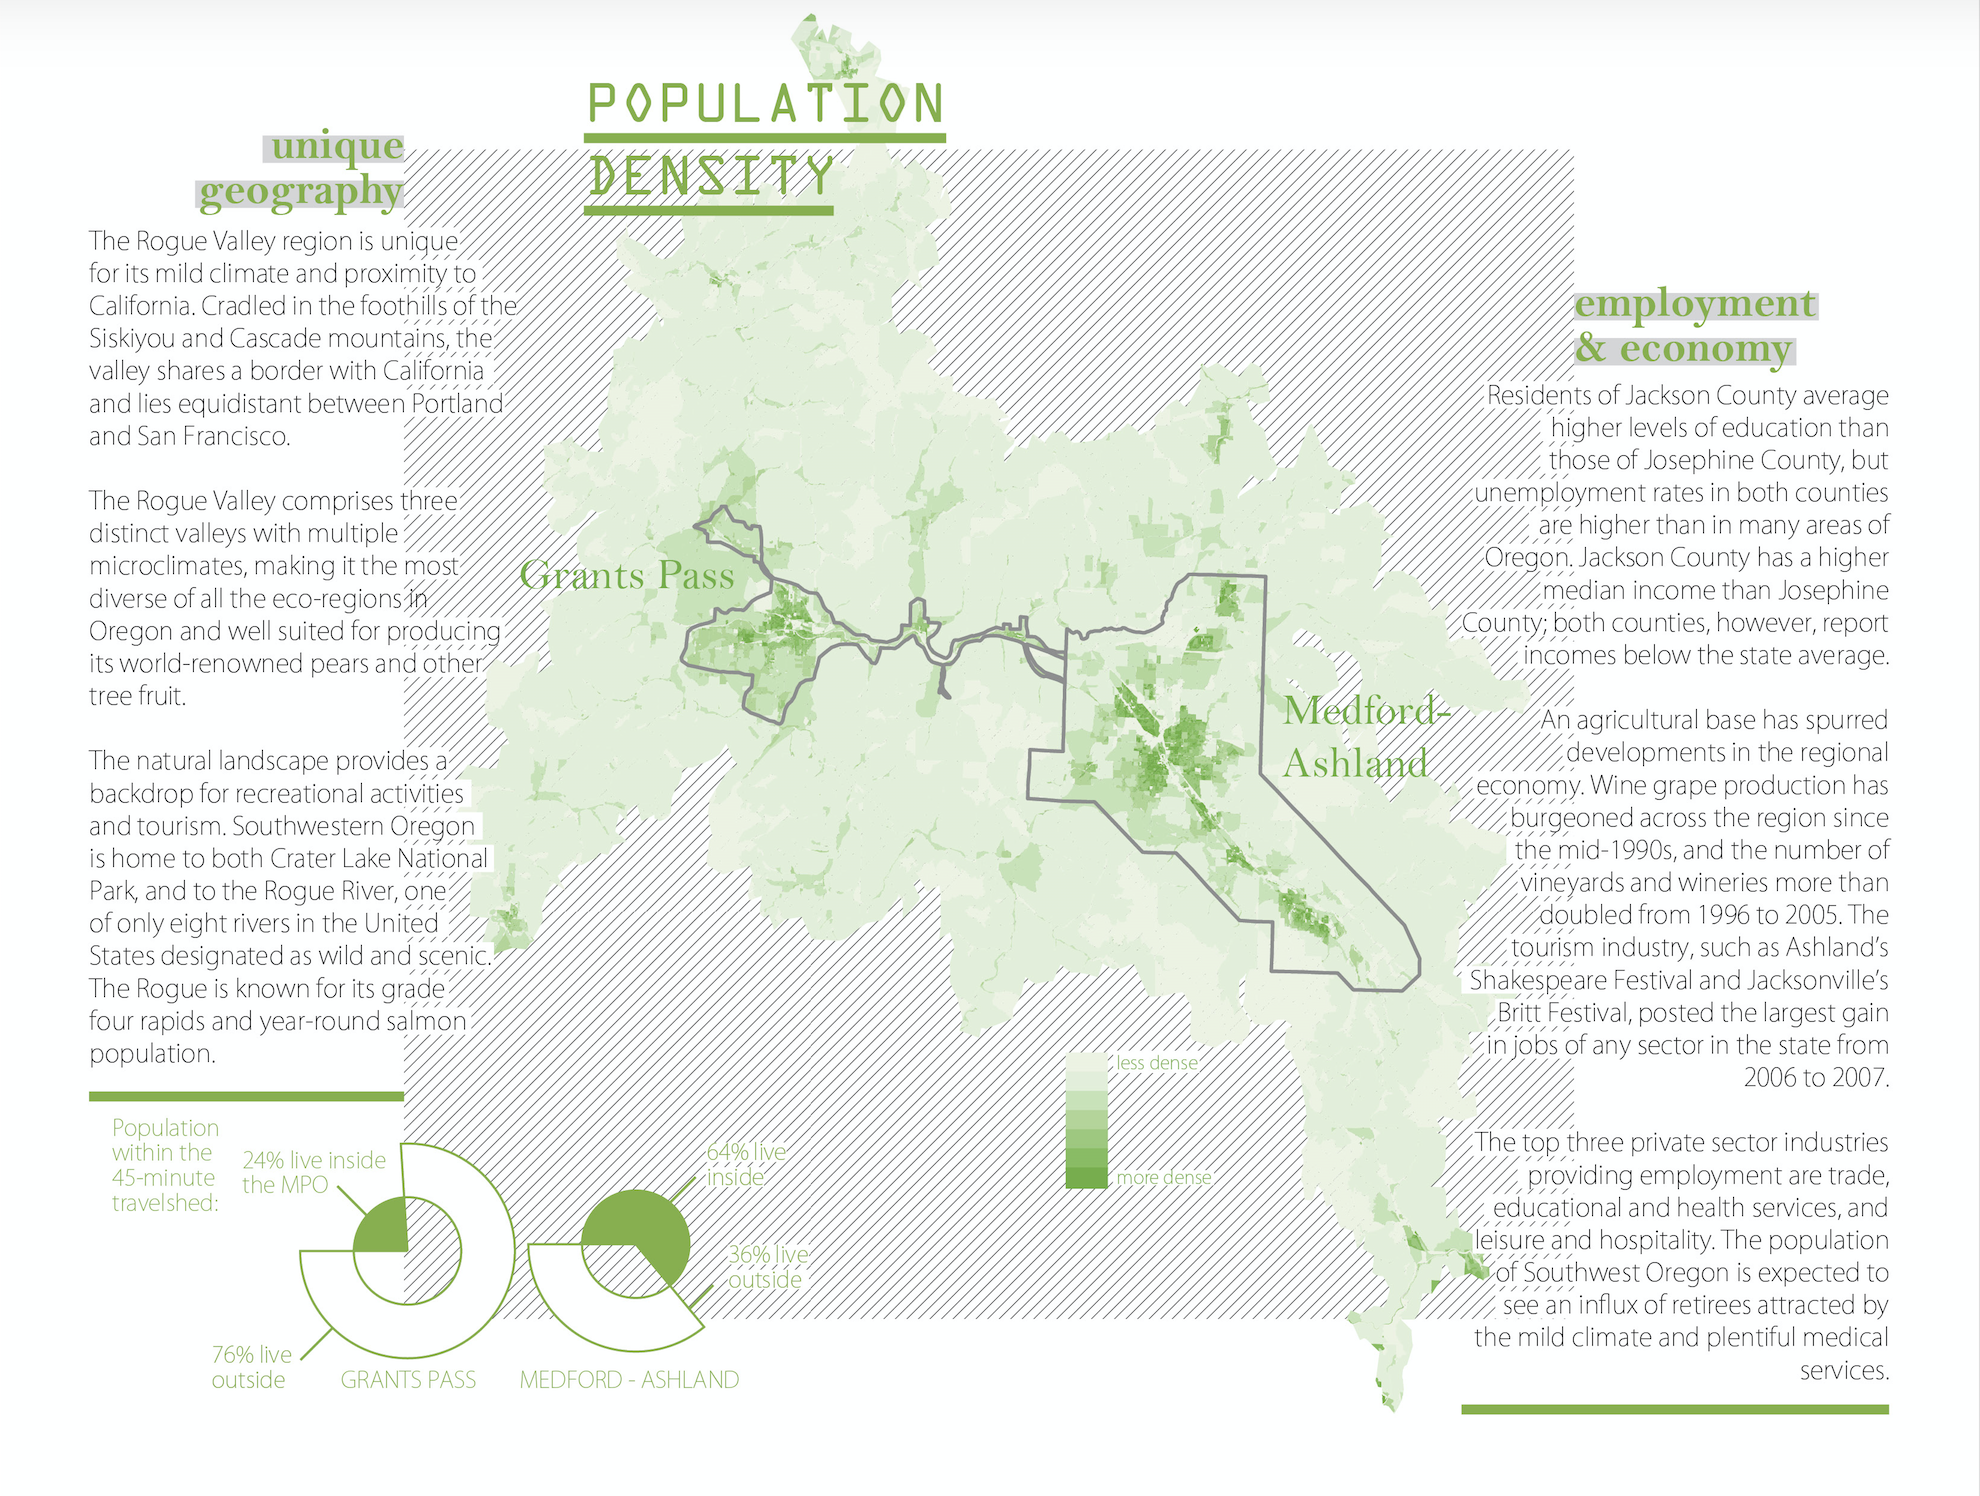 POPULATION
DENSITY
unique
geography
The Rogue Valley region is unique
for its mild climate and proximity to
California. Cradled in the foothills of the
Siskiyou and Cascade mountains, the
valley shares a border with California
and lies equidistant between Portland
and San Francisco.
The Rogue Valley comprises three
distinct valleys with multiple
microclimates, making it the most
diverse of all the eco-regions in
Oregon and well suited for producing
its world-renowned pears and other
tree fruit.
The natural landscape provides a
backdrop for recreational activities
and tourism. Southwestern Oregon
is home to both Crater Lake National
Park, and to the Rogue River, one
of only eight rivers in the United
States designated as wild and scenic.
The Rogue is known for its grade
four rapids and year-round salmon
population.
Grants Pass
Medford-
Ashland
less dense
more dense
employment
& economy
Residents of Jackson County average
higher levels of education than
those of Josephine County, but
unemployment rates in both counties
are higher than in many areas of
Oregon. Jackson County has a higher
median income than Josephine
County; both counties, however, report
incomes below the state average.
An agricultural base has spurred
developments in the regional
economy. Wine grape production has
burgeoned across the region since
the mid-1990s, and the number of
vineyards and wineries more than
doubled from 1996 to 2005. The
tourism industry, such as Ashland's
Shakespeare Festival and Jacksonville's
Britt Festival, posted the largest gain
in jobs of any sector in the state from
2006 to 2007.
The top three private sector industries
providing employment are trade,
educational and health services, and
leisure and hospitality. The population
of Southwest Oregon is expected to
see an influx of retirees attracted by
the mild climate and plentiful medical
services.
Population
within the
45-minute
travelshed:
24% live inside
the MPO
76% live
outside
GRANTS PASS
64% live
inside
36% live
outside
MEDFORD - ASHLAND